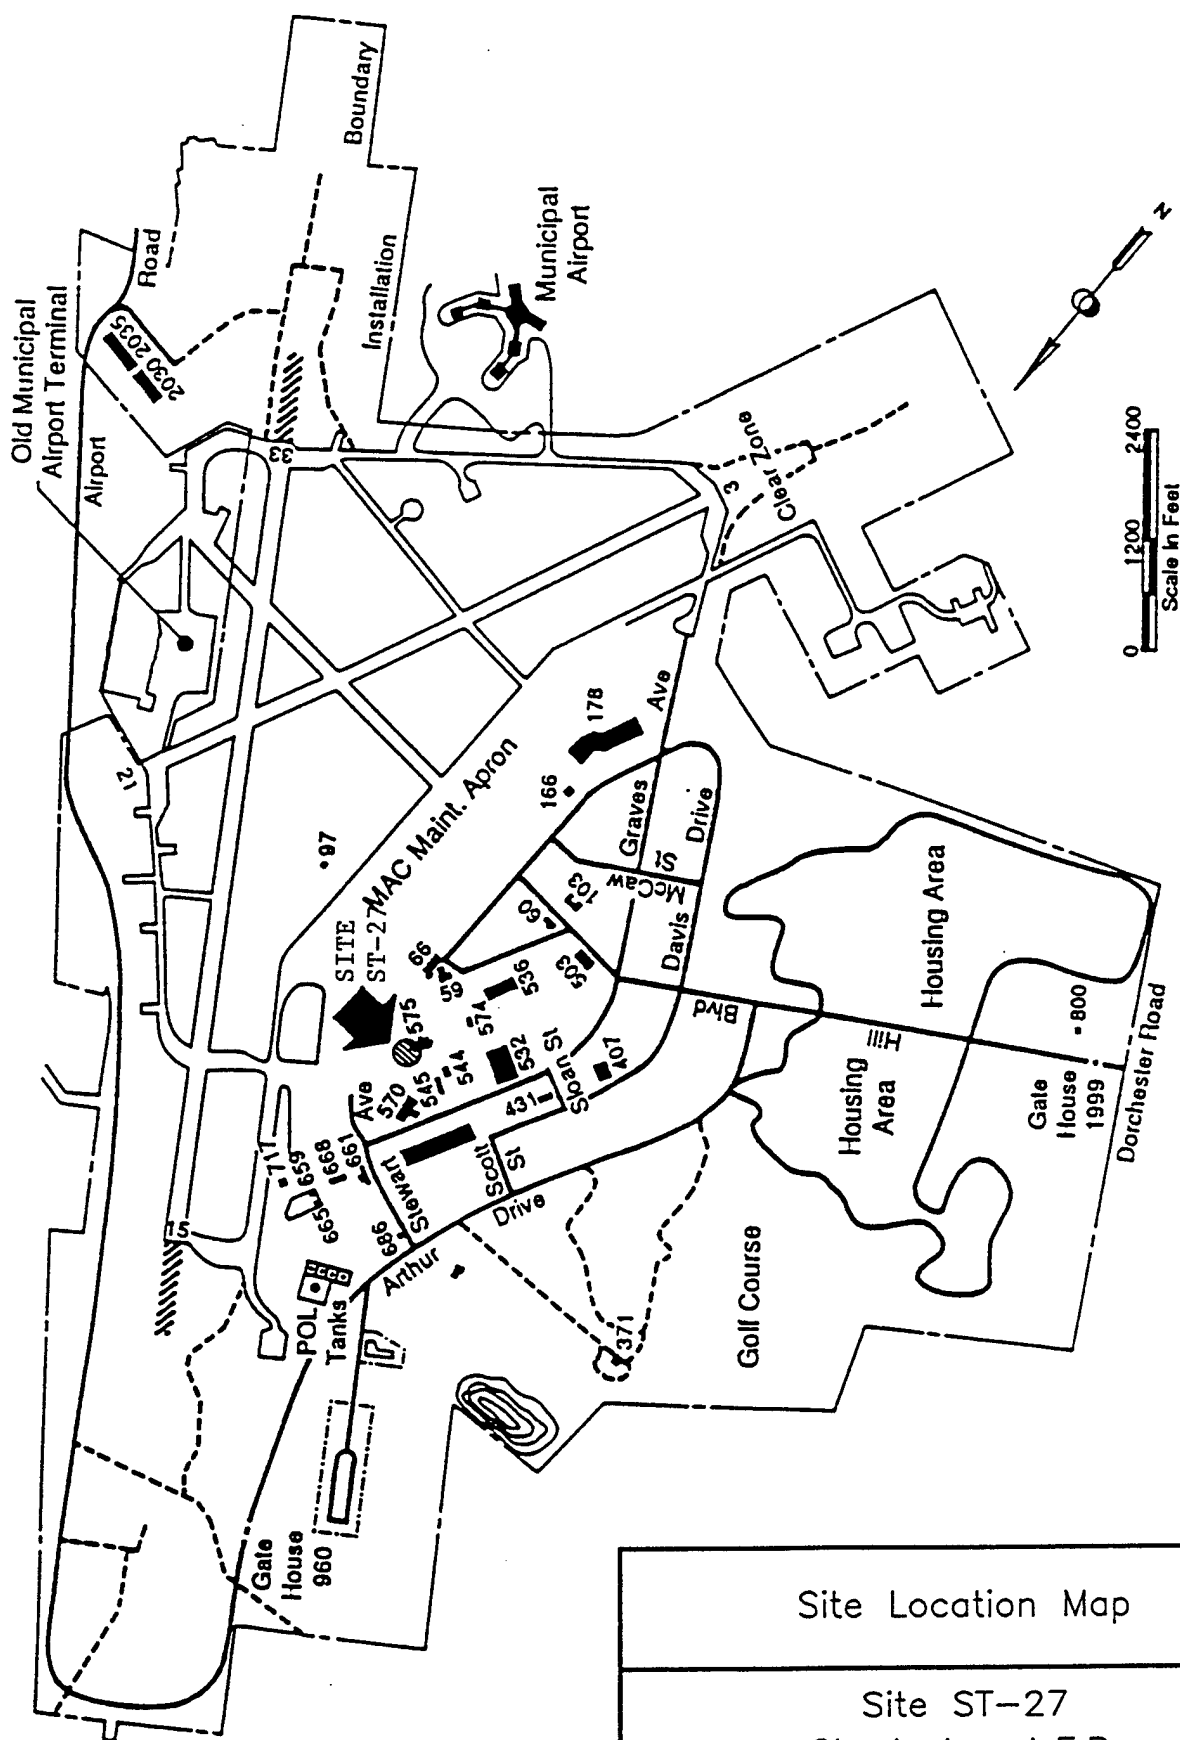 Old Municipal
Airport Terminal
Airport
Road
2030 2035
Boundary
Installation
Municipal
Airport
33
21
15
3
Clear Zone
N
0 1200 2400
Scale In Feet
97
SITE
ST-27
MAC Maint. Apron
178
166
Graves
Ave
McCaw
St
Davis
Drive
103
60
503
66
59
536
574
575
532
544
545
570
Ave
Stewart
431
Sloan St
407
Scott
St
Blvd
Hill
Drive
Arthur
717
659
668
661
665
686
POL
Tanks
Gate
House
960
371
Golf Course
Housing
Area
Housing Area
800
Gate
House
1999
Dorchester Road
Site Location Map
Site ST-27